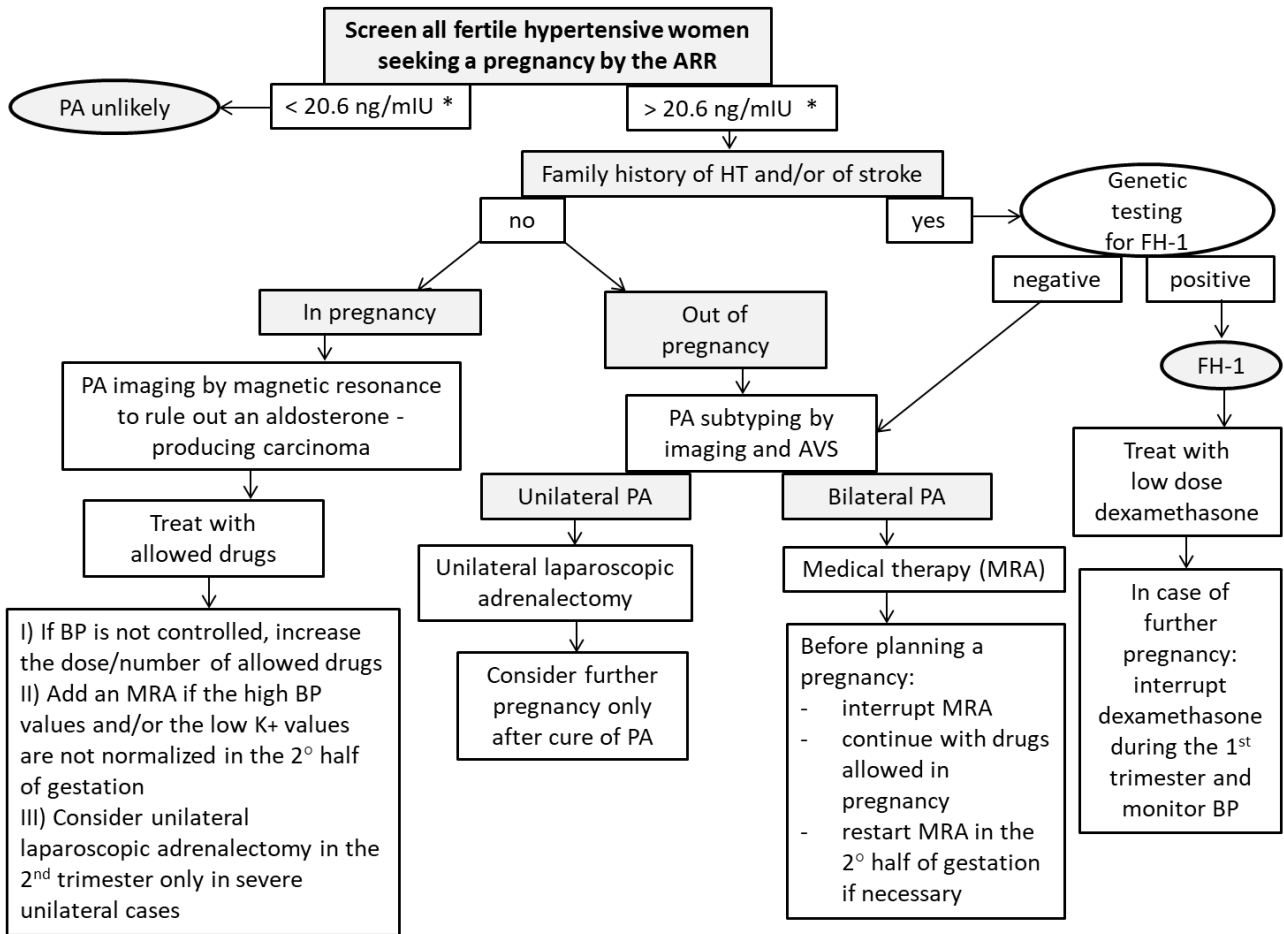 Screen all fertile hypertensive women
seeking a pregnancy by the ARR
PA unlikely
< 20.6 ng/mIU *
> 20.6 ng/mIU *
Family history of HT and/or of stroke
no
yes
Genetic
testing
for FH-1
negative
positive
In pregnancy
Out of
pregnancy
FH-1
PA imaging by magnetic resonance
to rule out an aldosterone -
producing carcinoma
PA subtyping by
imaging and AVS
Treat with
low dose
dexamethasone
Unilateral PA
Bilateral PA
Treat with
allowed drugs
Unilateral laparoscopic
adrenalectomy
Medical therapy (MRA)
I) If BP is not controlled, increase
the dose/number of allowed drugs
II) Add an MRA if the high BP
values and/or the low K+ values
are not normalized in the 2° half
of gestation
III) Consider unilateral
laparoscopic adrenalectomy in the
2nd trimester only in severe
unilateral cases
Consider further
pregnancy only
after cure of PA
Before planning a
pregnancy:
- interrupt MRA
- continue with drugs
allowed in
pregnancy
- restart MRA in the
2° half of gestation
if necessary
In case of
further
pregnancy:
interrupt
dexamethasone
during the 1st
trimester and
monitor BP